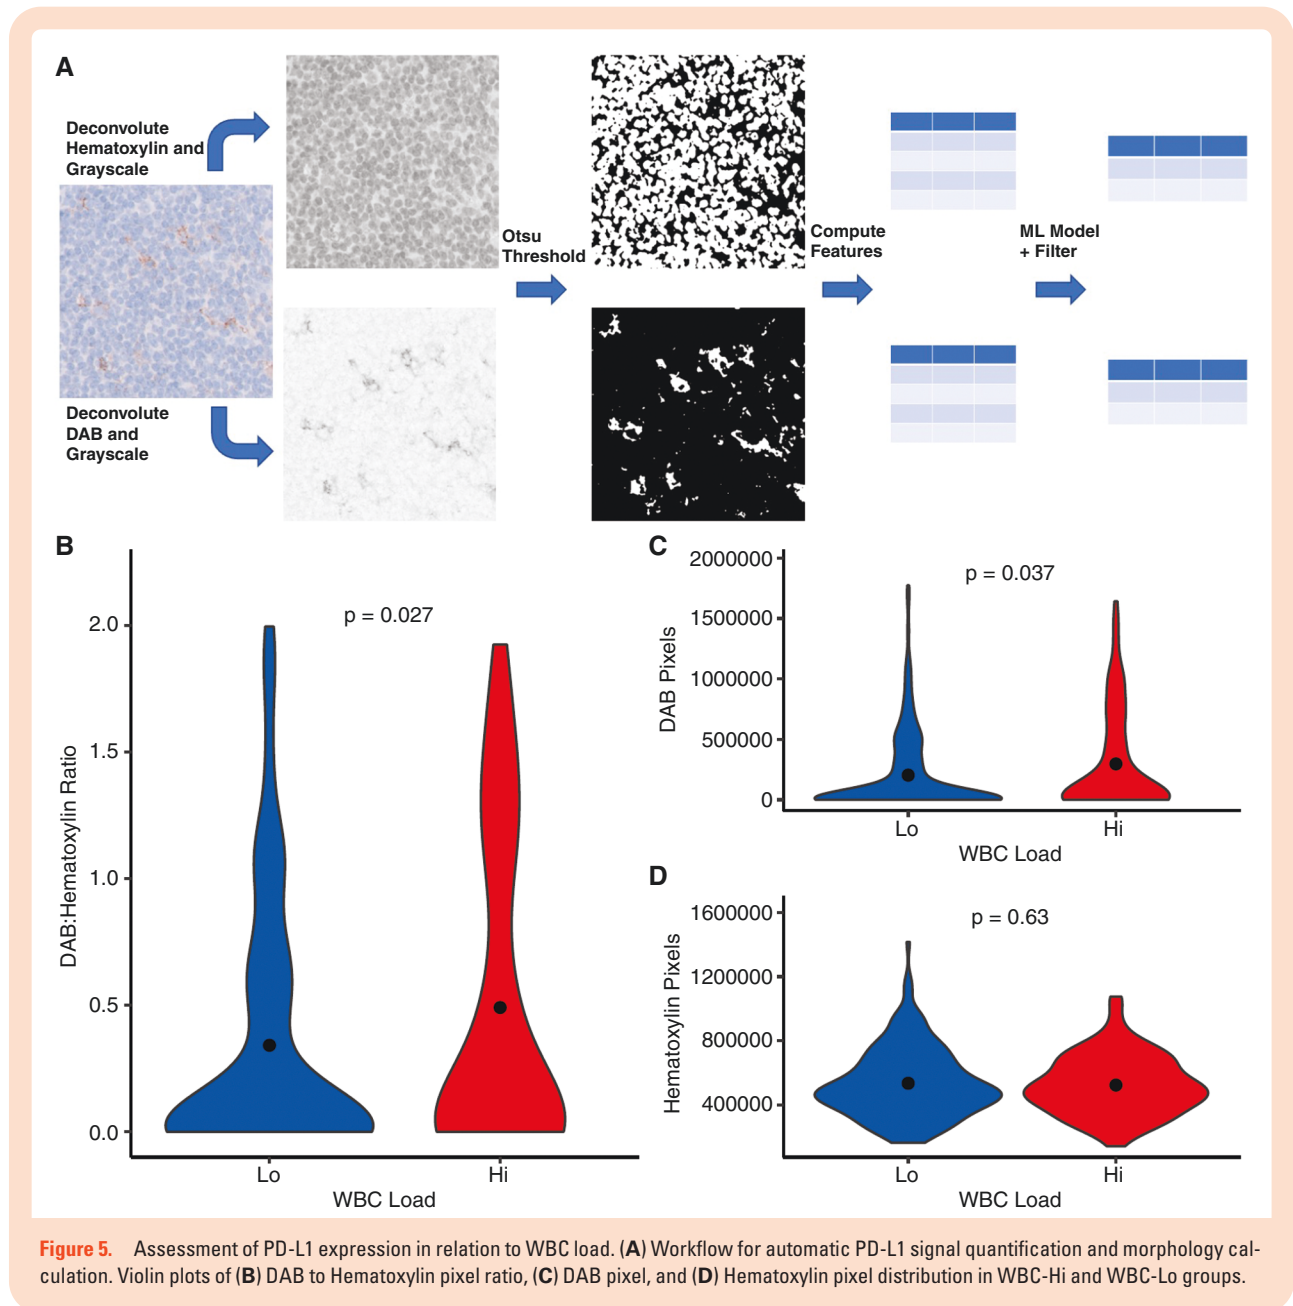 A
Deconvolute
Hematoxylin and
Grayscale
Deconvolute
DAB and
Grayscale
Otsu
Threshold
Compute
Features
ML Model
+ Filter
B
DAB:Hematoxylin Ratio
2.0
1.5
1.0
0.5
0.0
p = 0.027
Lo
Hi
WBC Load
C
DAB Pixels
2000000
1500000
1000000
500000
0
p = 0.037
Lo
Hi
WBC Load
D
Hematoxylin Pixels
1600000
1200000
800000
400000
p = 0.63
Lo
Hi
WBC Load
Figure 5. Assessment of PD-L1 expression in relation to WBC load. (A) Workflow for automatic PD-L1 signal quantification and morphology cal-
culation. Violin plots of (B) DAB to Hematoxylin pixel ratio, (C) DAB pixel, and (D) Hematoxylin pixel distribution in WBC-Hi and WBC-Lo groups.